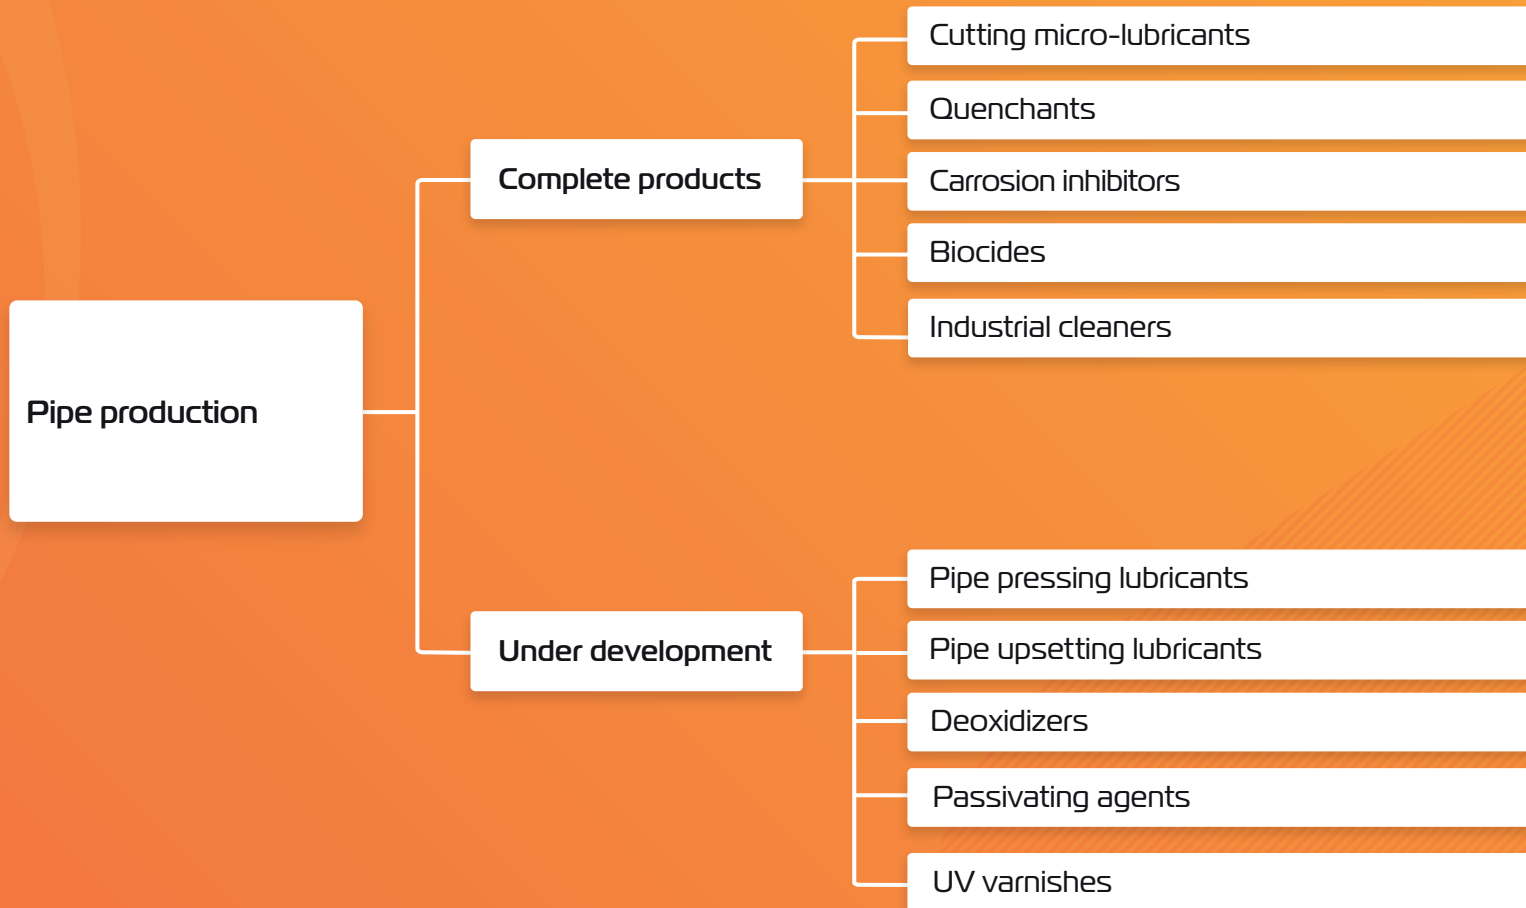 Pipe production
Complete products
Cutting micro-lubricants
Quenchants
Carrosion inhibitors
Biocides
Industrial cleaners
Under development
Pipe pressing lubricants
Pipe upsetting lubricants
Deoxidizers
Passivating agents
UV varnishes